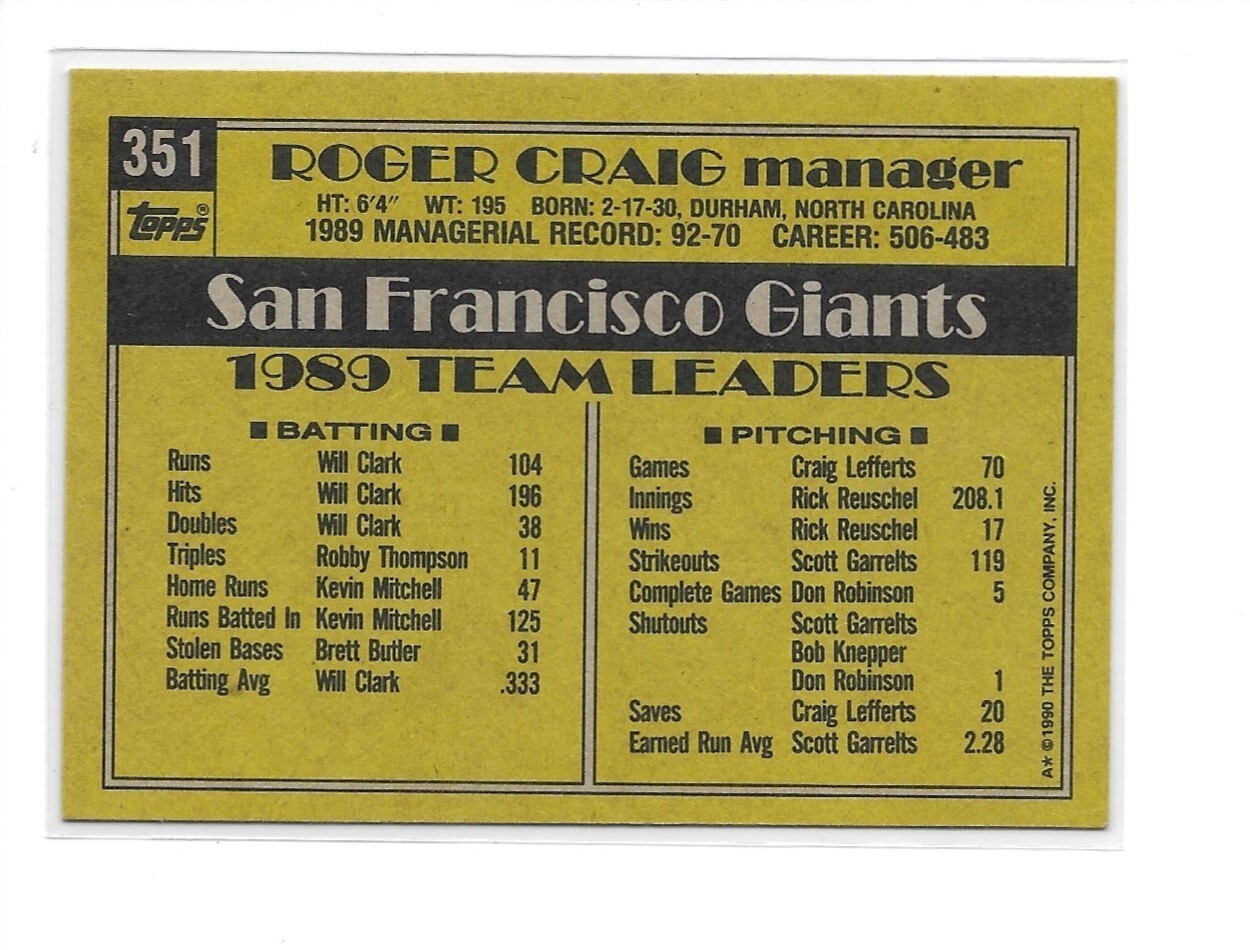 351
topps®
ROGER CRAIG manager
HT: 6'4" WT: 195 BORN: 2-17-30, DURHAM, NORTH CAROLINA
1989 MANAGERIAL RECORD: 92-70 CAREER: 506-483
San Francisco Giants
1989 TEAM LEADERS
■ BATTING ■
Runs Will Clark 104
Hits Will Clark 196
Doubles Will Clark 38
Triples Robby Thompson 11
Home Runs Kevin Mitchell 47
Runs Batted In Kevin Mitchell 125
Stolen Bases Brett Butler 31
Batting Avg Will Clark .333
■ PITCHING ■
Games Craig Lefferts 70
Innings Rick Reuschel 208.1
Wins Rick Reuschel 17
Strikeouts Scott Garrelts 119
Complete Games Don Robinson 5
Shutouts Scott Garrelts
Bob Knepper
Don Robinson 1
Saves Craig Lefferts 20
Earned Run Avg Scott Garrelts 2.28
A* ©1990 THE TOPPS COMPANY, INC.